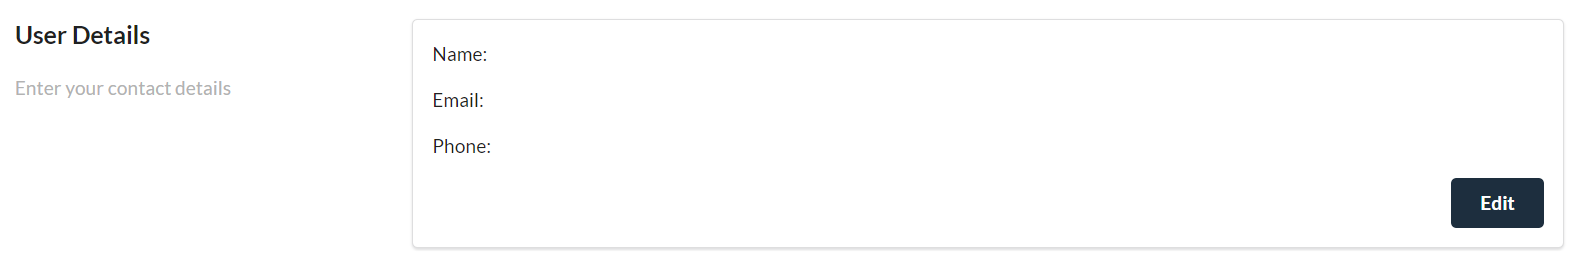 User Details
Enter your contact details
Name:
Email:
Phone:
Edit